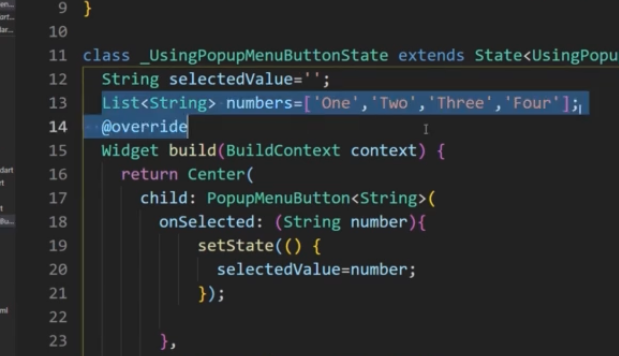 9 }
10
11 class _UsingPopupMenuButtonState extends State<UsingPopu
12 String selectedValue='';
13 List<String> numbers=['One','Two','Three','Four'];
14 @override
15 Widget build(BuildContext context) {
16 return Center(
17 child: PopupMenuButton<String>(
18 onSelected: (String number){
19 setState(() {
20 selectedValue=number;
21 });
22
23 },